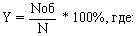 Y = Nоб / N * 100%, где: